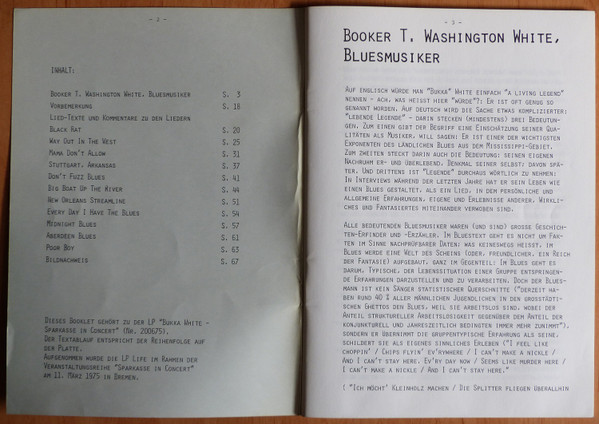 - 2 -
INHALT:
BOOKER T. WASHINGTON WHITE, BLUESMUSIKER S. 3
VORBEMERKUNG S. 18
LIED-TEXTE UND KOMMENTARE ZU DEN LIEDERN
BLACK HAT S. 20
WAY OUT IN THE WEST S. 25
MAMA DON'T ALLOW S. 31
STUTTGART, ARKANSAS S. 37
DON'T FUZZ BLUES S. 41
BIG BOAT UP THE RIVER S. 44
NEW ORLEANS STREAMLINE S. 51
EVERY DAY I HAVE THE BLUES S. 54
MIDNIGHT BLUES S. 57
ABERDEEN BLUES S. 61
POOR BOY S. 63
BILDNACHWEIS S. 67
DIESES BOOKLET GEHÖRT ZU DER LP "BUKKA WHITE -
SPARKASSE IN CONCERT" (NR. 200675).
DER TEXTABLAUF ENTSPRICHT DER REIHENFOLGE AUF
DER PLATTE.
AUFGENOMMEN WURDE DIE LP LIFE IM RAHMEN DER
VERANSTALTUNGSREIHE "SPARKASSE IN CONCERT"
AM 11. MÄRZ 1975 IN BREMEN.
- 3 -
BOOKER T. WASHINGTON WHITE,
BLUESMUSIKER
AUF ENGLISCH WÜRDE MAN "BUKKA" WHITE EINFACH "A LIVING LEGEND"
NENNEN - ACH, WAS HEISST HIER "WÜRDE"?: ER IST OFT GENUG SO
GENANNT WORDEN. AUF DEUTSCH WIRD DIE SACHE ETWAS KOMPLIZIERTER:
"LEBENDE LEGENDE" - DARIN STECKEN (MINDESTENS) DREI BEDEUTUN-
GEN. ZUM EINEN GIBT DER BEGRIFF EINE EINSCHÄTZUNG SEINER QUA-
LITÄTEN ALS MUSIKER, WILL SAGEN: ER IST EINER DER WICHTIGSTEN
EXPONENTEN DES LÄNDLICHEN BLUES AUS DEM MISSISSIPPI-GEBIET.
ZUM ZWEITEN STECKT DARIN AUCH DIE BEDEUTUNG: SEINEN EIGENEN
NACHRUHM ER- UND ÜBERLEBEND. DENKMAL SEINER SELBST; DAVON SPÄ-
TER. UND DRITTENS IST "LEGENDE" DURCHAUS WÖRTLICH ZU NEHMEN:
IN INTERVIEWS WÄHREND DER LETZTEN JAHRE HAT ER SEIN LEBEN WIE
EINEN BLUES GESTALTET, ALS EIN LIED, IN DEM PERSÖNLICHE UND
ALLGEMEINE ERFAHRUNGEN, EIGENE UND ERLEBNISSE ANDERER, WIRKLI-
CHES UND FANTASIERTES MITEINANDER VERWOBEN SIND.
ALLE BEDEUTENDEN BLUESMUSIKER WAREN (UND SIND) GROSSE GESCHICH-
TEN-ERFINDER UND -ERZÄHLER. IM BLUESTEXT GEHT ES NICHT UM FAK-
TEN IM SINNE NACHPRÜFBARER DATEN; WAS KEINESWEGS HEISST, IM
BLUES WERDE EINE WELT DES SCHEINS (ODER, FREUNDLICHER, EIN REICH
DER FANTASIE) AUFGEBAUT. GANZ IM GEGENTEIL: IM BLUES GEHT ES
DARUM, TYPISCHE, DER LEBENSSITUATION EINER GRUPPE ENTSPRINGEN-
DE ERFAHRUNGEN DARZUSTELLEN UND ZU VERARBEITEN. DOCH DER BLUES-
MANN IST KEIN SÄNGER STATISTISCHER QUERSCHNITTE ("DERZEIT HA-
BEN RUND 40 % ALLER MÄNNLICHEN JUGENDLICHEN IN DEN GROSSTÄDTI-
SCHEN GHETTOS DEN BLUES, WEIL SIE ARBEITSLOS SIND, WOBEI DER
ANTEIL STRUKTURELLER ARBEITSLOSIGKEIT GEGENÜBER DEM ANTEIL DER
KONJUNKTURELL UND JAHRESZEITLICH BEDINGTEN IMMER MEHR ZUNIMMT"),
SONDERN ER ÜBERNIMMT DIE GRUPPENTYPISCHE ERFAHRUNG ALS SEINE,
SCHILDERT SIE ALS EIGENES SINNLICHES ERLEBEN ("I FEEL LIKE
CHOPPIN' / CHIPS FLYIN' EV'RYWHERE / I CAN'T MAKE A NICKLE /
AND I CAN'T STAY HERE. EV'RY DAY NOW / SEEMS LIKE MURDER HERE /
I CAN'T MAKE A NICKLE / AND I CAN'T STAY HERE."
( "ICH MÖCHT' KLEINHOLZ MACHEN / DIE SPLITTER FLIEGEN ÜBERALLHIN